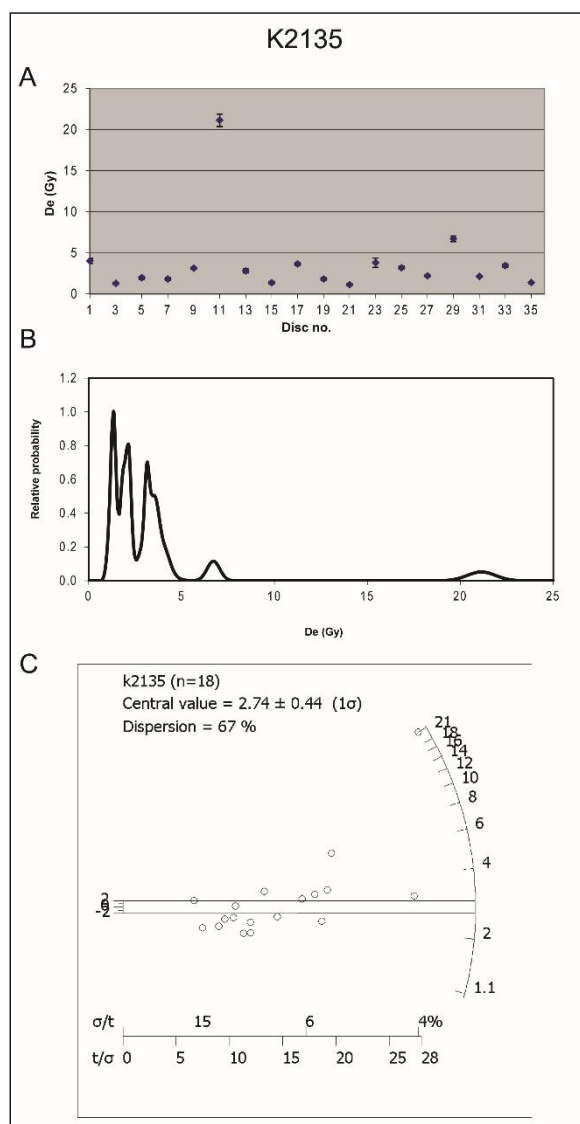 K2135
A
25
20
15
10
5
0
De (Gy)
1 3 5 7 9 11 13 15 17 19 21 23 25 27 29 31 33 35
Disc no.
B
1.2
1.0
0.8
0.6
0.4
0.2
0.0
Relative probability
0 5 10 15 20 25
De (Gy)
C
k2135 (n=18)
Central value = 2.74 ± 0.44 (1σ)
Dispersion = 67 %
21
18
16
14
12
10
8
6
4
2
1.1
2
0
-2
σ/t 15 6 4%
t/σ 0 5 10 15 20 25 28